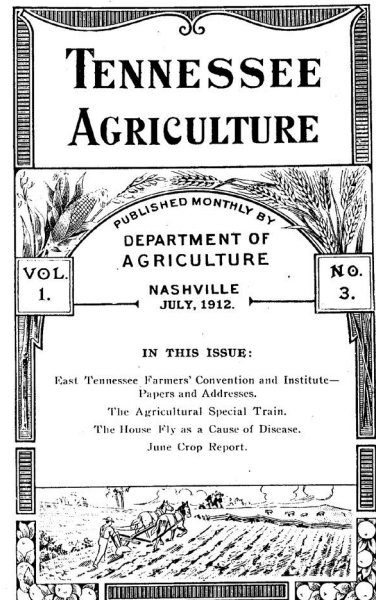 TENNESSEE
AGRICULTURE
PUBLISHED MONTHLY BY
DEPARTMENT OF
AGRICULTURE
VOL.
1.
NO.
3.
NASHVILLE
JULY, 1912.
IN THIS ISSUE:
East Tennessee Farmers' Convention and Institute—
Papers and Addresses.
The Agricultural Special Train.
The House Fly as a Cause of Disease.
June Crop Report.